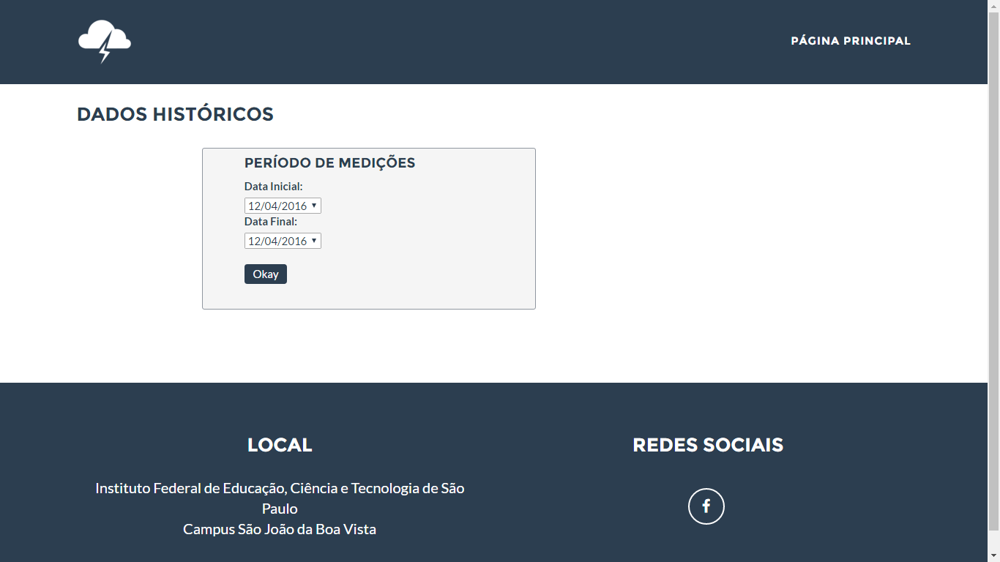 PÁGINA PRINCIPAL
DADOS HISTÓRICOS
PERÍODO DE MEDIÇÕES
Data Inicial:
12/04/2016
Data Final:
12/04/2016
Okay
LOCAL
Instituto Federal de Educação, Ciência e Tecnologia de São
Paulo
Campus São João da Boa Vista
REDES SOCIAIS